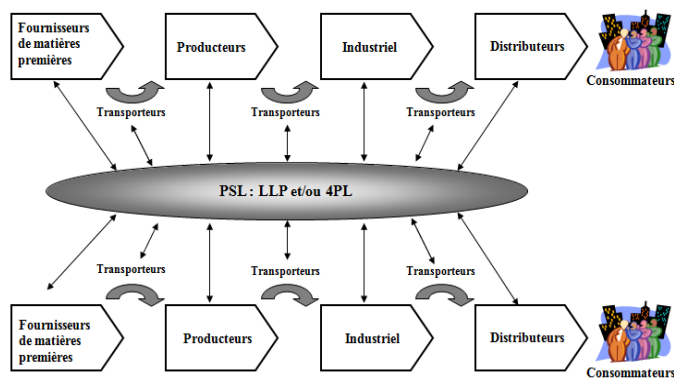 Fournisseurs
de matières
premières
Producteurs
Industriel
Distributeurs
Consommateurs
Transporteurs
Transporteurs
Transporteurs
PSL : LLP et/ou 4PL
Transporteurs
Transporteurs
Transporteurs
Fournisseurs
de matières
premières
Producteurs
Industriel
Distributeurs
Consommateurs